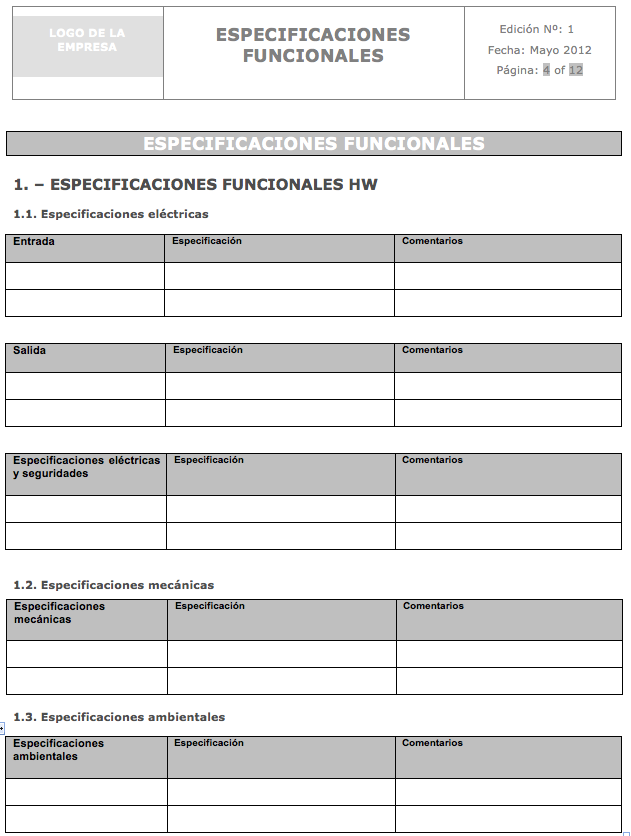 LOGO DE LA
EMPRESA
ESPECIFICACIONES
FUNCIONALES
Edición Nº: 1
Fecha: Mayo 2012
Página: 4 of 12
ESPECIFICACIONES FUNCIONALES
1. – ESPECIFICACIONES FUNCIONALES HW
1.1. Especificaciones eléctricas
Entrada Especificación Comentarios
Salida Especificación Comentarios
Especificaciones eléctricas Especificación Comentarios
y seguridades
1.2. Especificaciones mecánicas
Especificaciones Especificación Comentarios
mecánicas
1.3. Especificaciones ambientales
Especificaciones Especificación Comentarios
ambientales